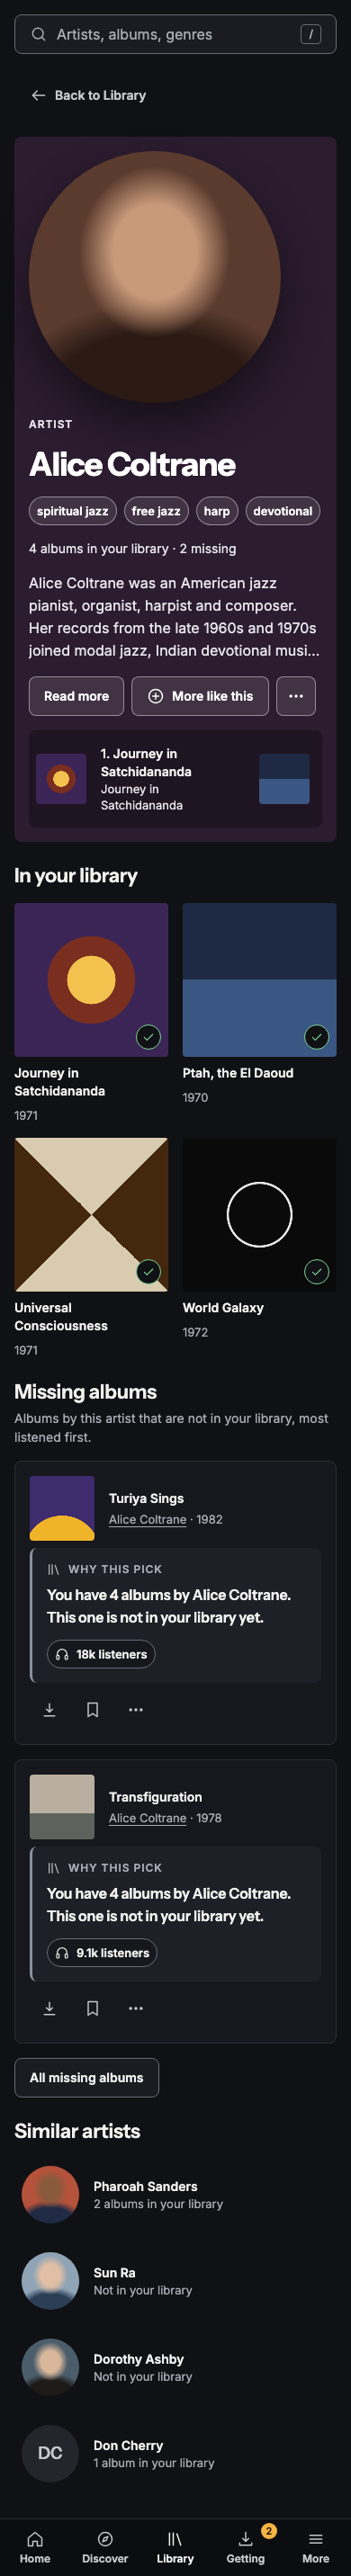 Artists, albums, genres /
Back to Library
ARTIST
Alice Coltrane
spiritual jazz free jazz harp devotional
4 albums in your library · 2 missing
Alice Coltrane was an American jazz
pianist, organist, harpist and composer.
Her records from the late 1960s and 1970s
joined modal jazz, Indian devotional musi...
Read more More like this
1. Journey in
Satchidananda
Journey in
Satchidananda
In your library
Journey in
Satchidananda
1971
Ptah, the El Daoud
1970
Universal
Consciousness
1971
World Galaxy
1972
Missing albums
Albums by this artist that are not in your library, most
listened first.
Turiya Sings
Alice Coltrane · 1982
WHY THIS PICK
You have 4 albums by Alice Coltrane.
This one is not in your library yet.
18k listeners
Transfiguration
Alice Coltrane · 1978
WHY THIS PICK
You have 4 albums by Alice Coltrane.
This one is not in your library yet.
9.1k listeners
All missing albums
Similar artists
Pharoah Sanders
2 albums in your library
Sun Ra
Not in your library
Dorothy Ashby
Not in your library
DC
Don Cherry
1 album in your library
2
Home Discover Library Getting More